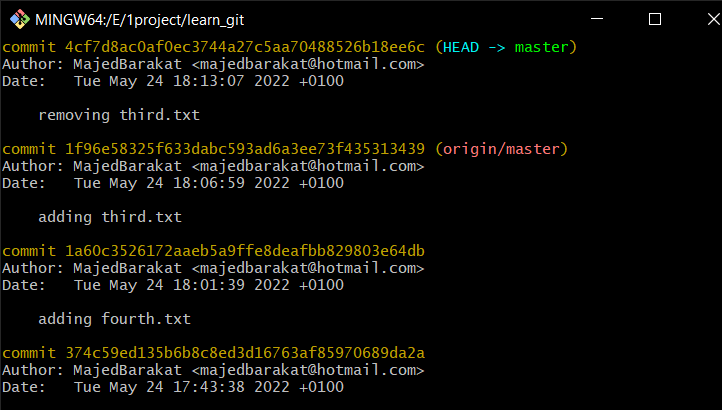 MINGW64:/E/1project/learn_git
commit 4cf7d8ac0af0ec3744a27c5aa70488526b18ee6c (HEAD -> master)
Author: MajedBarakat <majedbarakat@hotmail.com>
Date:   Tue May 24 18:13:07 2022 +0100
    removing third.txt
commit 1f96e58325f633dabc593ad6a3ee73f435313439 (origin/master)
Author: MajedBarakat <majedbarakat@hotmail.com>
Date:   Tue May 24 18:06:59 2022 +0100
    adding third.txt
commit 1a60c3526172aaeb5a9ffe8deafbb829803e64db
Author: MajedBarakat <majedbarakat@hotmail.com>
Date:   Tue May 24 18:01:39 2022 +0100
    adding fourth.txt
commit 374c59ed135b6b8c8ed3d16763af85970689da2a
Author: MajedBarakat <majedbarakat@hotmail.com>
Date:   Tue May 24 17:43:38 2022 +0100